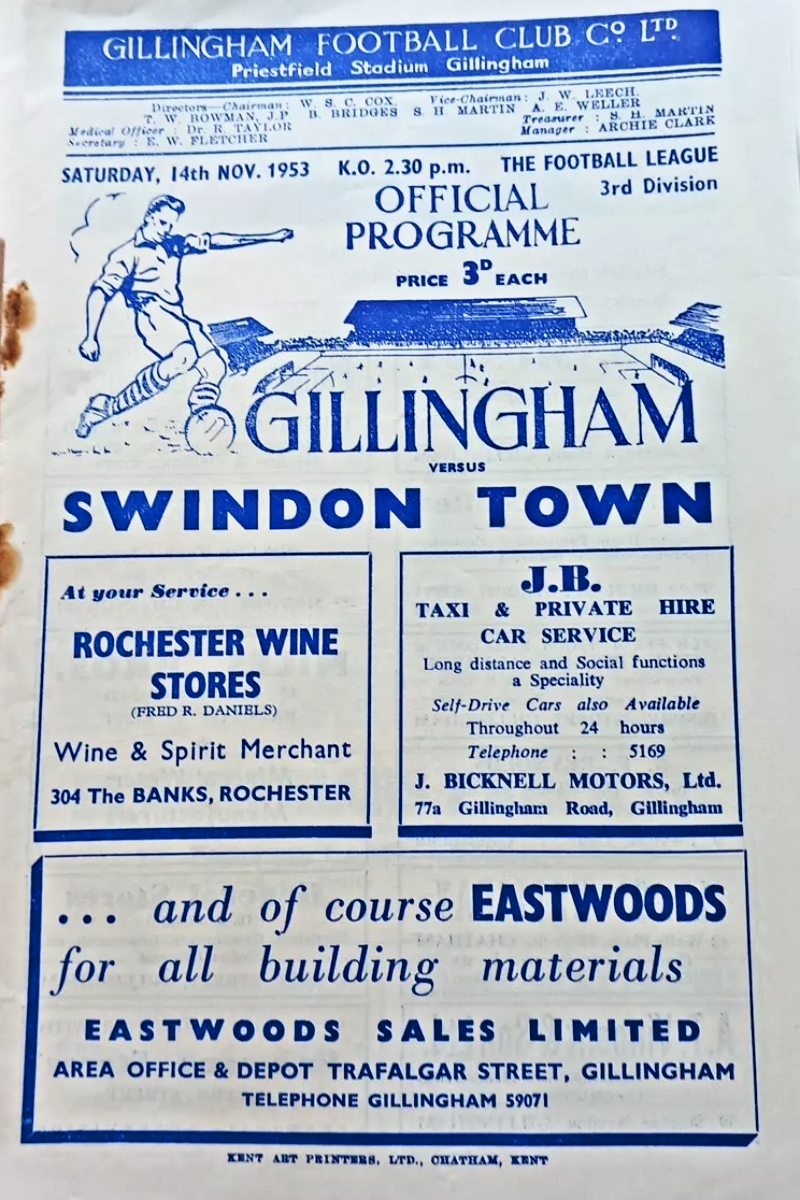 GILLINGHAM FOOTBALL CLUB Cº LTD
Priestfield Stadium Gillingham
Directors—Chairman: W. S. C. COX. Vice-Chairman: J. W. LEECH.
T. W. BOWMAN, J.P B. BRIDGES S. H. MARTIN A. E. WELLER
Medical Officer : Dr. R. TAYLOR Treasurer : S. H. MARTIN
Secretary : E. W. FLETCHER Manager : ARCHIE CLARK
SATURDAY, 14th NOV. 1953 K.O. 2.30 p.m. THE FOOTBALL LEAGUE
3rd Division
OFFICIAL
PROGRAMME
PRICE 3D EACH
GILLINGHAM
VERSUS
SWINDON TOWN
At your Service . . .
ROCHESTER WINE
STORES
(FRED R. DANIELS)
Wine & Spirit Merchant
304 The BANKS, ROCHESTER
J.B.
TAXI & PRIVATE HIRE
CAR SERVICE
Long distance and Social functions
a Speciality
Self-Drive Cars also Available
Throughout 24 hours
Telephone : : 5169
J. BICKNELL MOTORS, Ltd.
77a Gillingham Road, Gillingham
. . . and of course EASTWOODS
for all building materials
EASTWOODS SALES LIMITED
AREA OFFICE & DEPOT TRAFALGAR STREET, GILLINGHAM
TELEPHONE GILLINGHAM 59071
KENT ART PRINTERS, LTD., CHATHAM, KENT